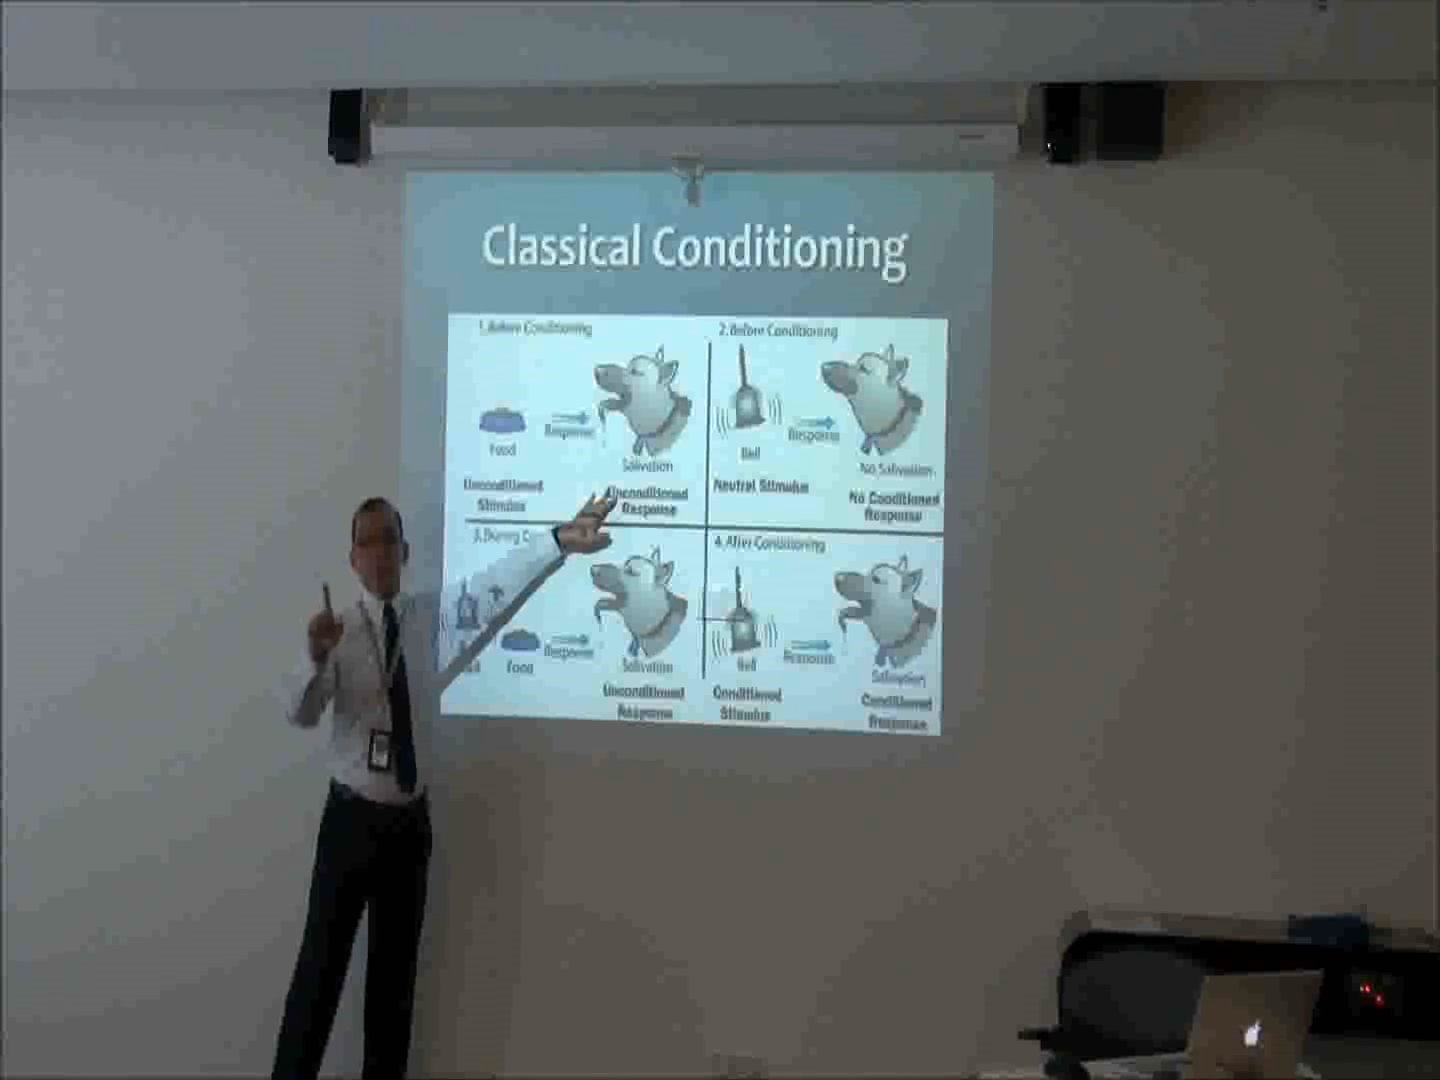 Classical Conditioning
1. Before Conditioning
Food
Response
Salivation
Unconditioned
Stimulus
Unconditioned
Response
2. Before Conditioning
Bell
Response
No Salivation
Neutral Stimulus
No Conditioned
Response
3. During
Food
Response
Salivation
Unconditioned
Response
4. After Conditioning
Bell
Response
Salivation
Conditioned
Stimulus
Conditioned
Response